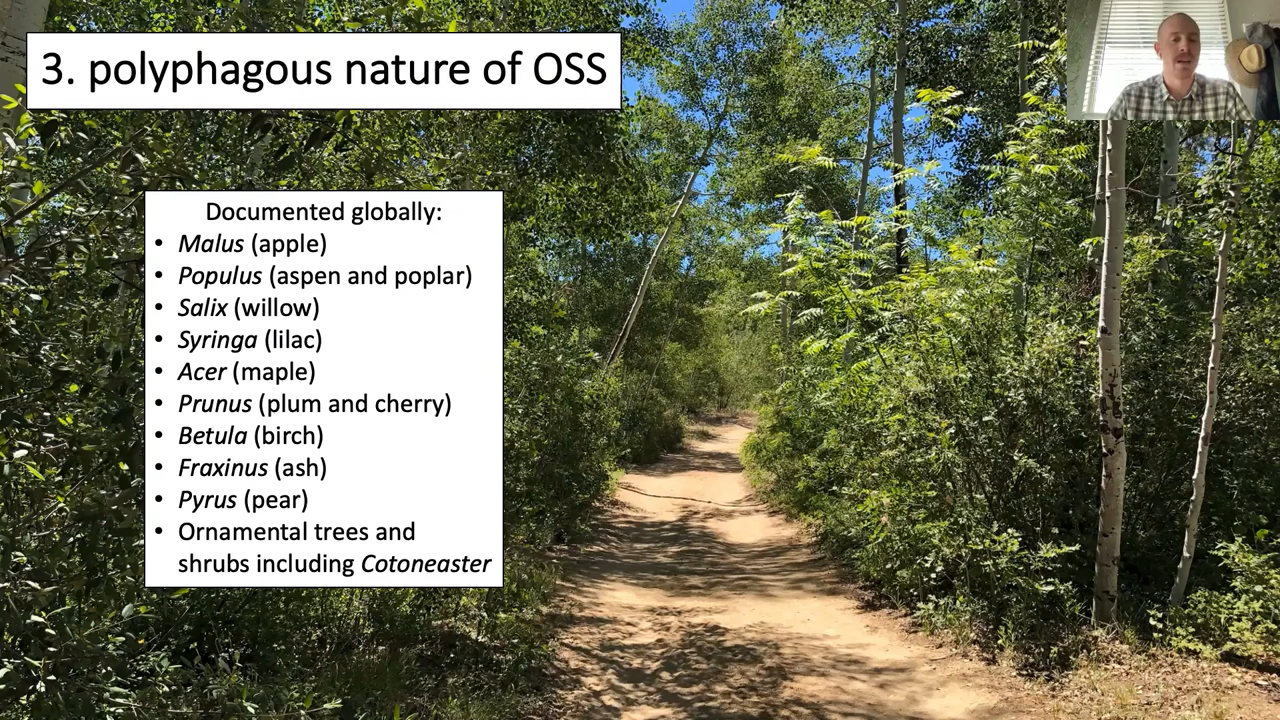 3. polyphagous nature of OSS
Documented globally:
• Malus (apple)
• Populus (aspen and poplar)
• Salix (willow)
• Syringa (lilac)
• Acer (maple)
• Prunus (plum and cherry)
• Betula (birch)
• Fraxinus (ash)
• Pyrus (pear)
• Ornamental trees and
shrubs including Cotoneaster